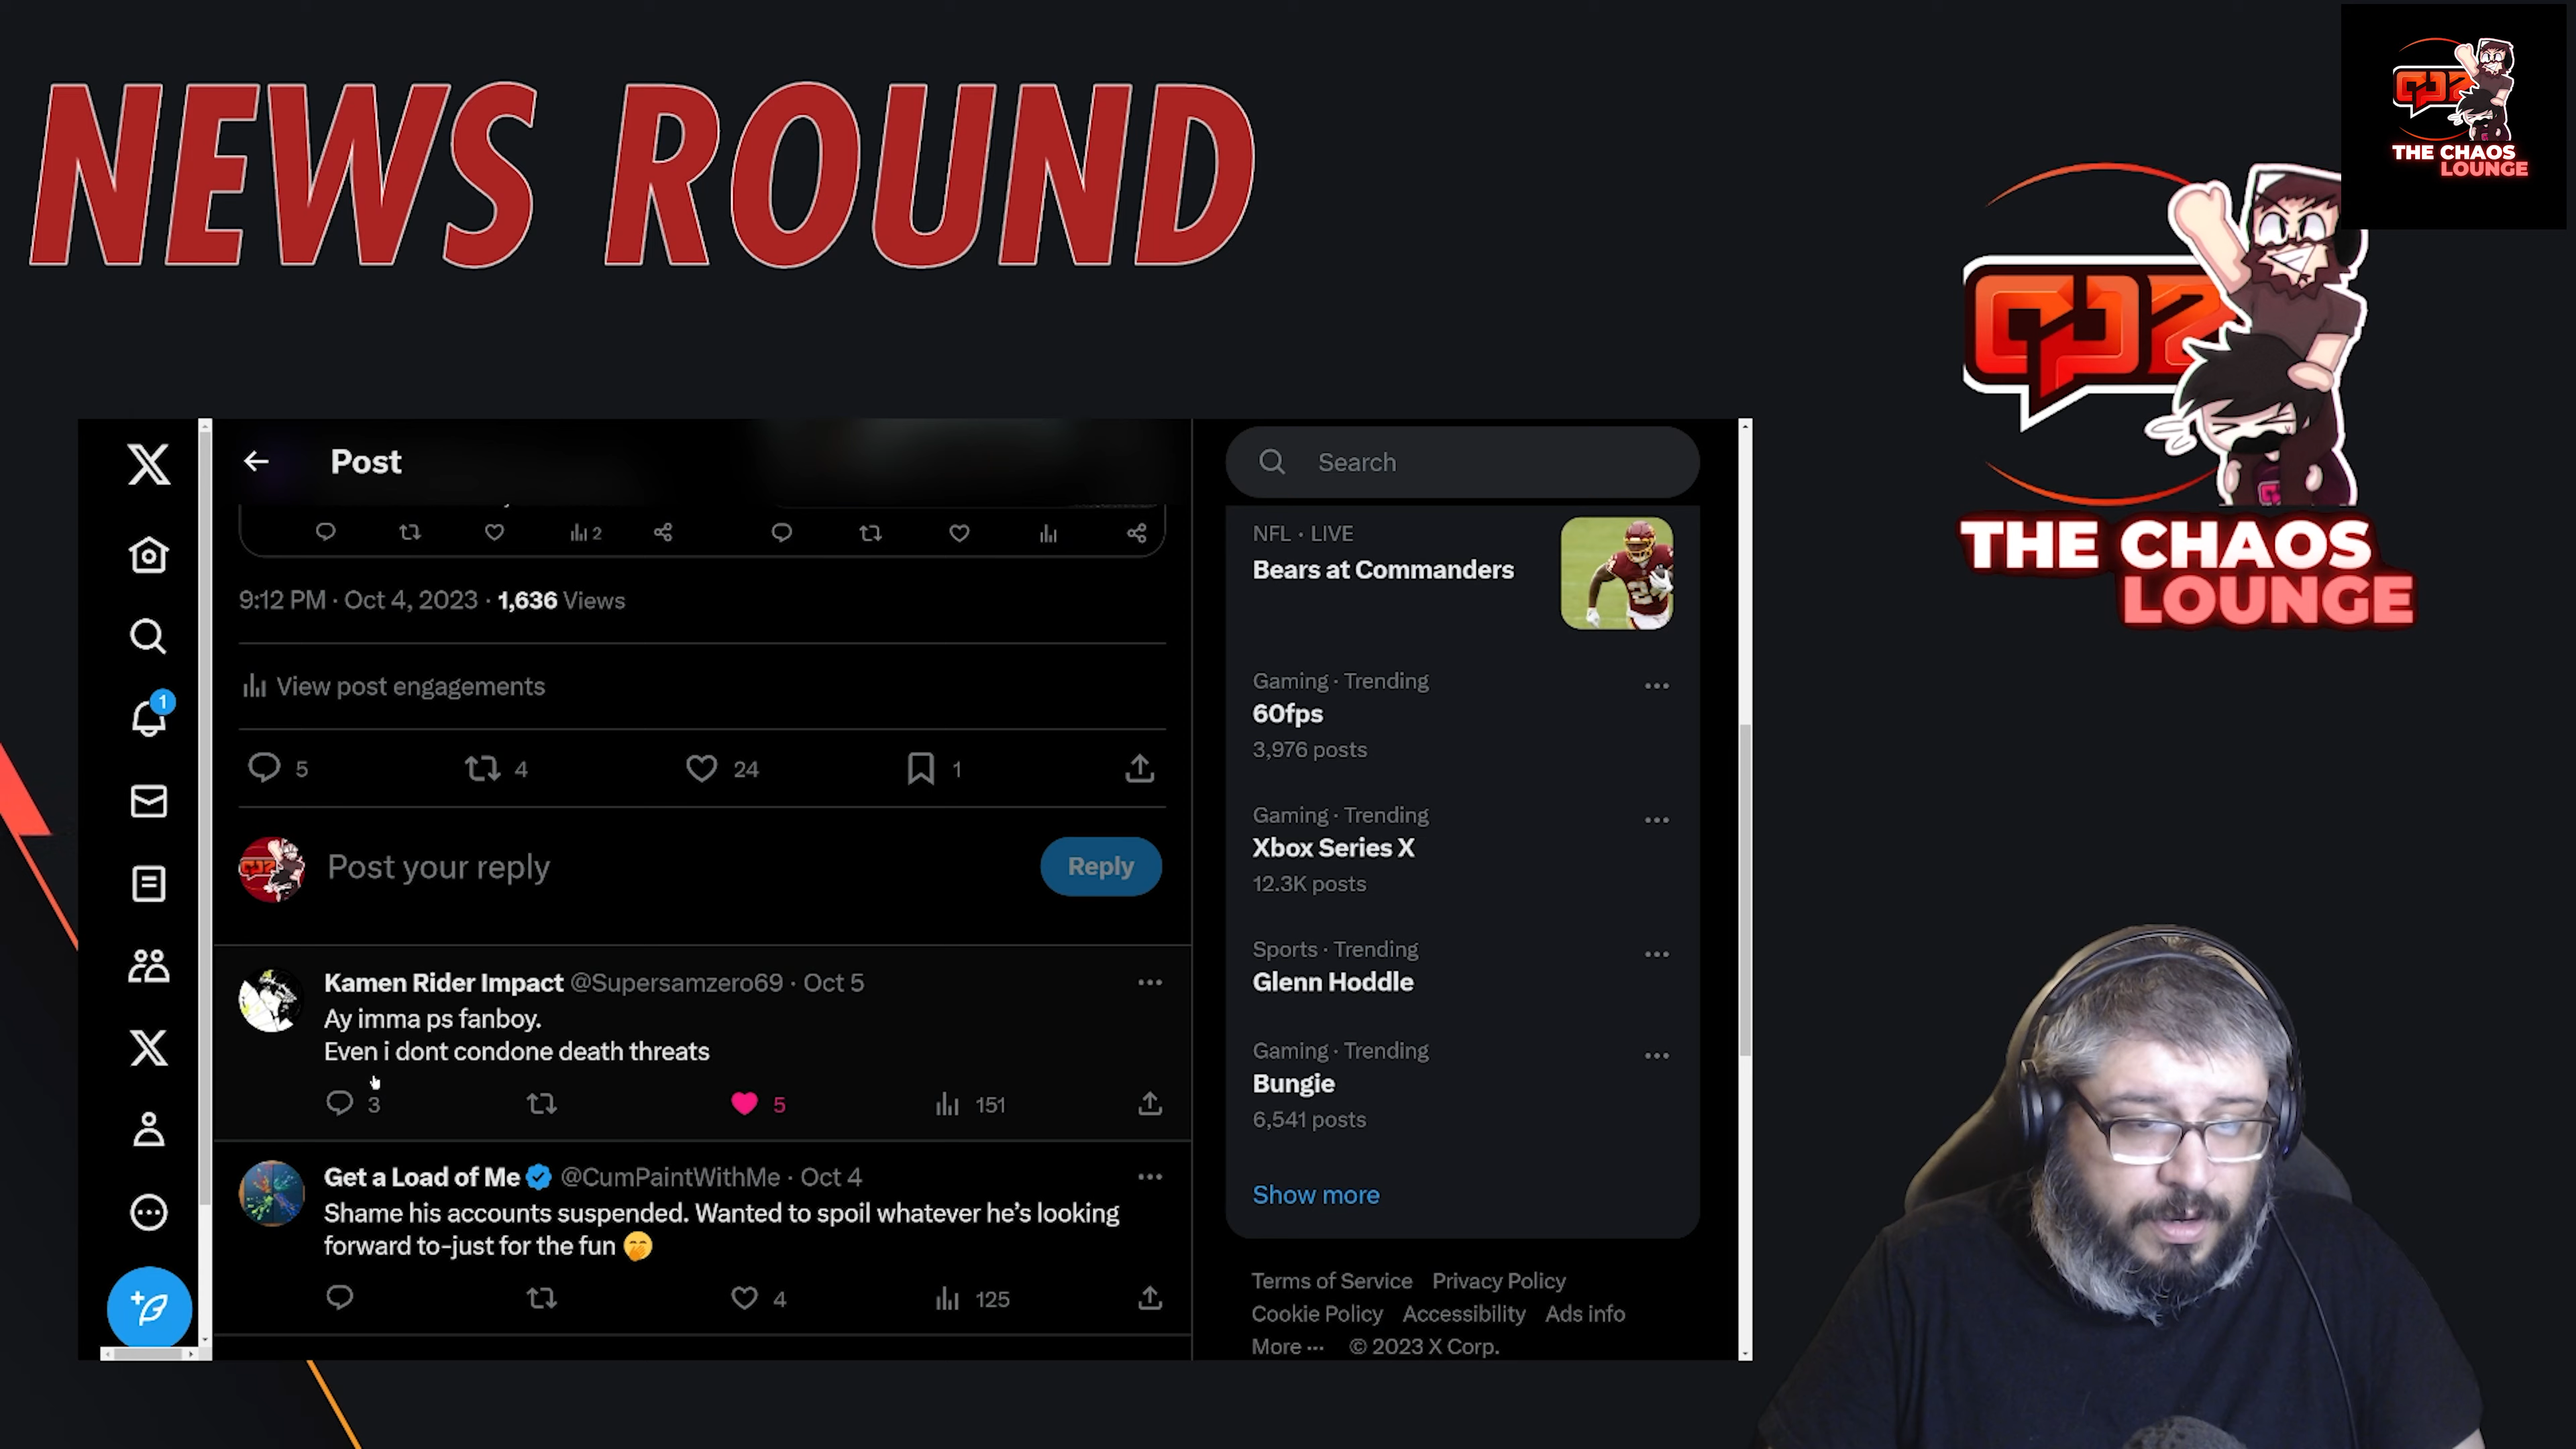 NEWS ROUND
THE CHAOS
LOUNGE
THE CHAOS
LOUNGE
Post
Search
2
9:12 PM · Oct 4, 2023 · 1,636 Views
View post engagements
5 4 24 1
Post your reply
Reply
Kamen Rider Impact @Supersamzero69 · Oct 5
Ay imma ps fanboy.
Even i dont condone death threats
3 5 151
Get a Load of Me @CumPaintWithMe · Oct 4
Shame his accounts suspended. Wanted to spoil whatever he's looking
forward to-just for the fun 🤭
4 125
1
NFL · LIVE
Bears at Commanders
Gaming · Trending
60fps
3,976 posts
Gaming · Trending
Xbox Series X
12.3K posts
Sports · Trending
Glenn Hoddle
Gaming · Trending
Bungie
6,541 posts
Show more
Terms of Service Privacy Policy
Cookie Policy Accessibility Ads info
More ··· © 2023 X Corp.